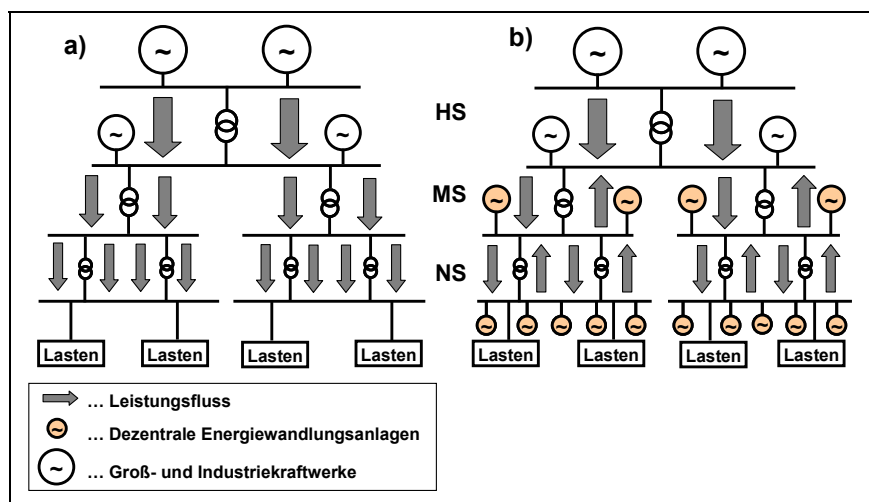 a)
b)
HS
MS
NS
~ ~ ~ ~
~ ~ ~ ~
~ ~ ~ ~
~ ~ ~ ~ ~ ~ ~ ~ ~ ~
Lasten Lasten Lasten Lasten
Lasten Lasten Lasten Lasten
… Leistungsfluss
~ … Dezentrale Energiewandlungsanlagen
~ … Groß- und Industriekraftwerke